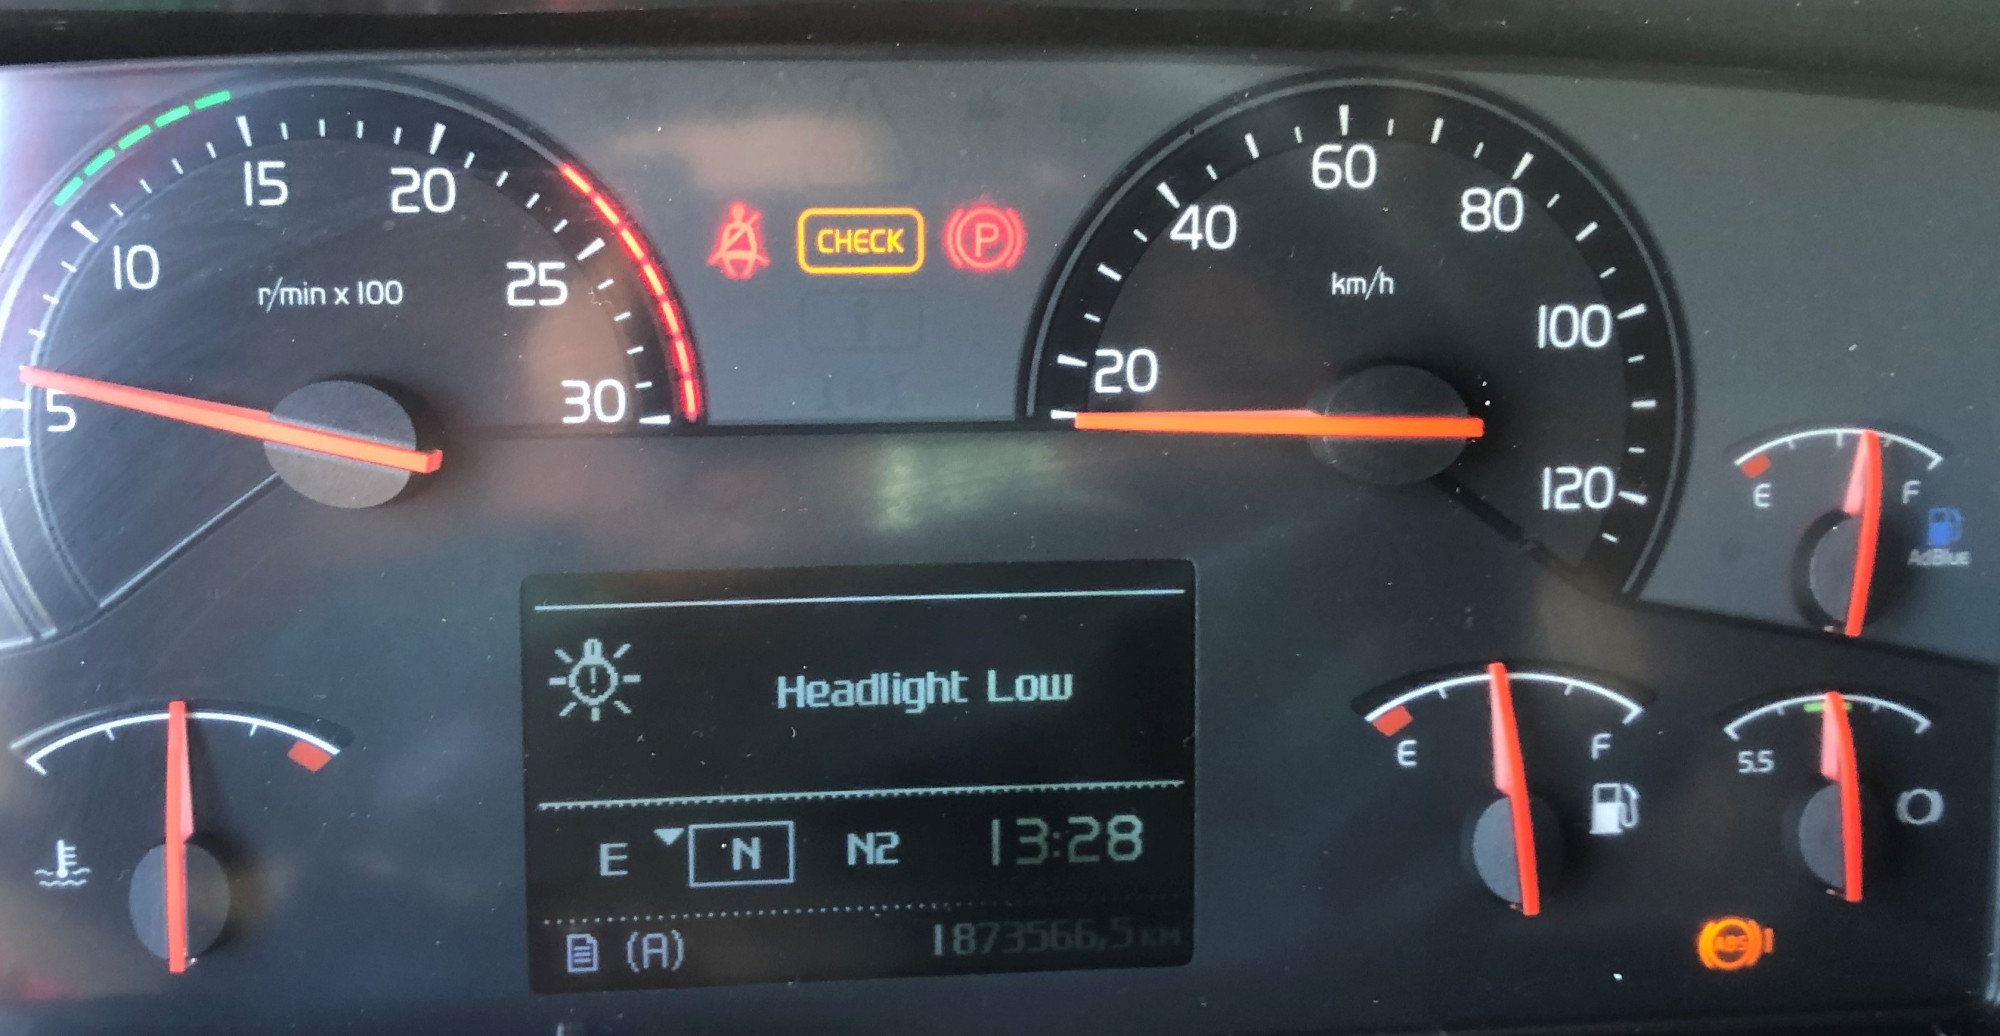 15
20
10
25
r/min x 100
5
30
CHECK
P
60
40
80
km/h
100
20
120
E
F
AdBlue
Headlight Low
E
F
5.5
E N N2 13:28
(A) 1873566,5 KM
ABS